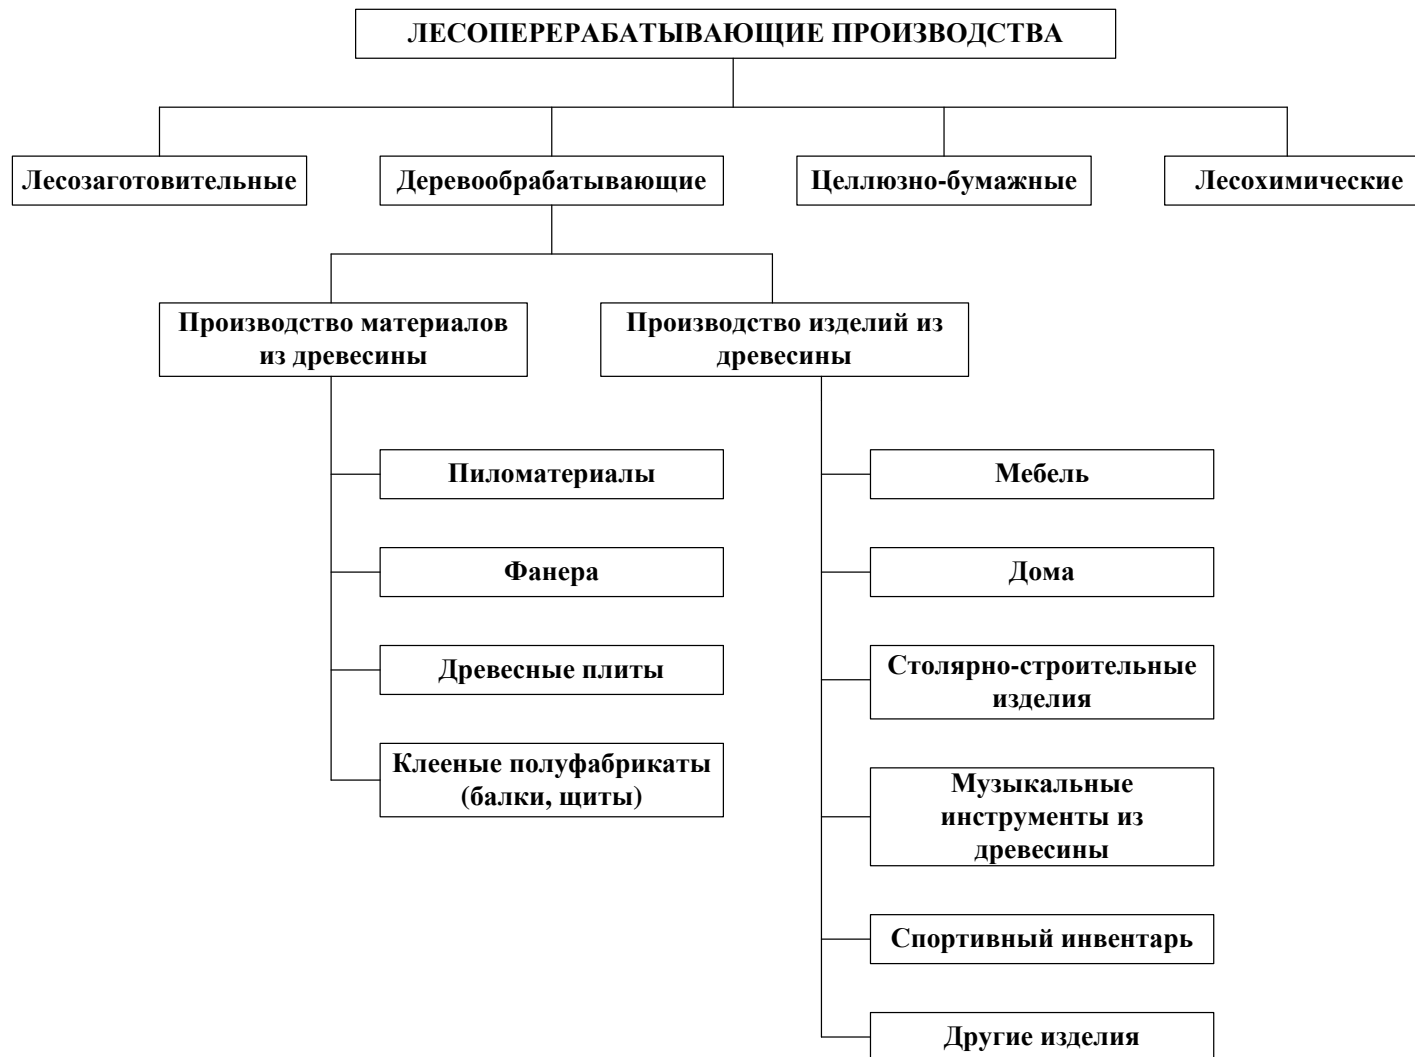 ЛЕСОПЕРЕРАБАТЫВАЮЩИЕ ПРОИЗВОДСТВА
Лесозаготовительные
Деревообрабатывающие
Целлюзно-бумажные
Лесохимические
Производство материалов
из древесины
Производство изделий из
древесины
Пиломатериалы
Фанера
Древесные плиты
Клееные полуфабрикаты
(балки, щиты)
Мебель
Дома
Столярно-строительные
изделия
Музыкальные
инструменты из
древесины
Спортивный инвентарь
Другие изделия